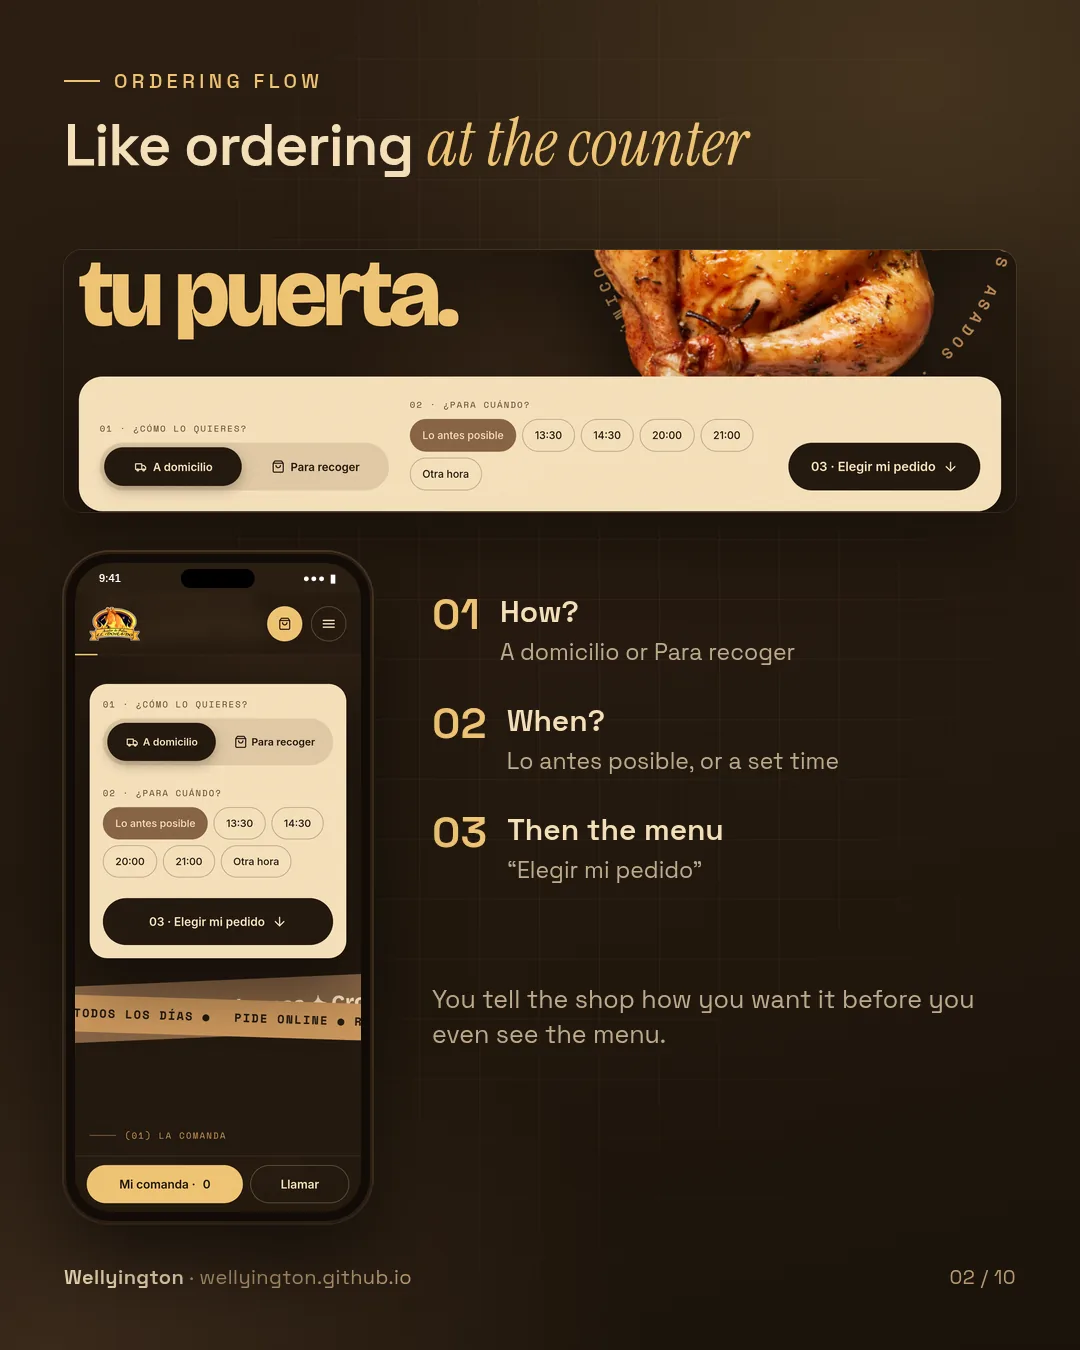 ORDERING FLOW
Like ordering at the counter
tu puerta.
ASADOS
01 · ¿CÓMO LO QUIERES?
A domicilio
Para recoger
02 · ¿PARA CUÁNDO?
Lo antes posible
13:30
14:30
20:00
21:00
Otra hora
03 · Elegir mi pedido ↓
9:41
01 · ¿CÓMO LO QUIERES?
A domicilio
Para recoger
02 · ¿PARA CUÁNDO?
Lo antes posible
13:30
14:30
20:00
21:00
Otra hora
03 · Elegir mi pedido ↓
TODOS LOS DÍAS ● PIDE ONLINE ●
(01) LA COMANDA
Mi comanda · 0
Llamar
01 How?
A domicilio or Para recoger
02 When?
Lo antes posible, or a set time
03 Then the menu
“Elegir mi pedido”
You tell the shop how you want it before you
even see the menu.
Wellyington · wellyington.github.io
02 / 10